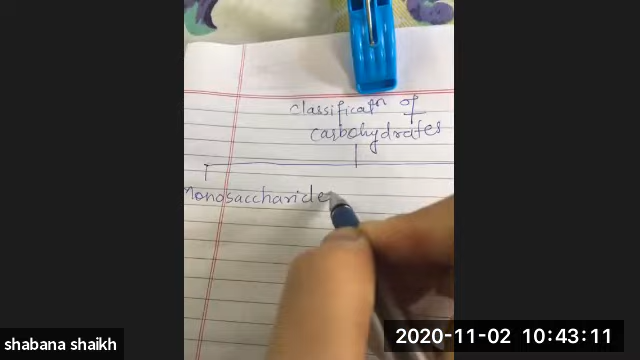 classificatn of
carbohydrates
Monosaccharide
shabana shaikh
2020-11-02 10:43:11